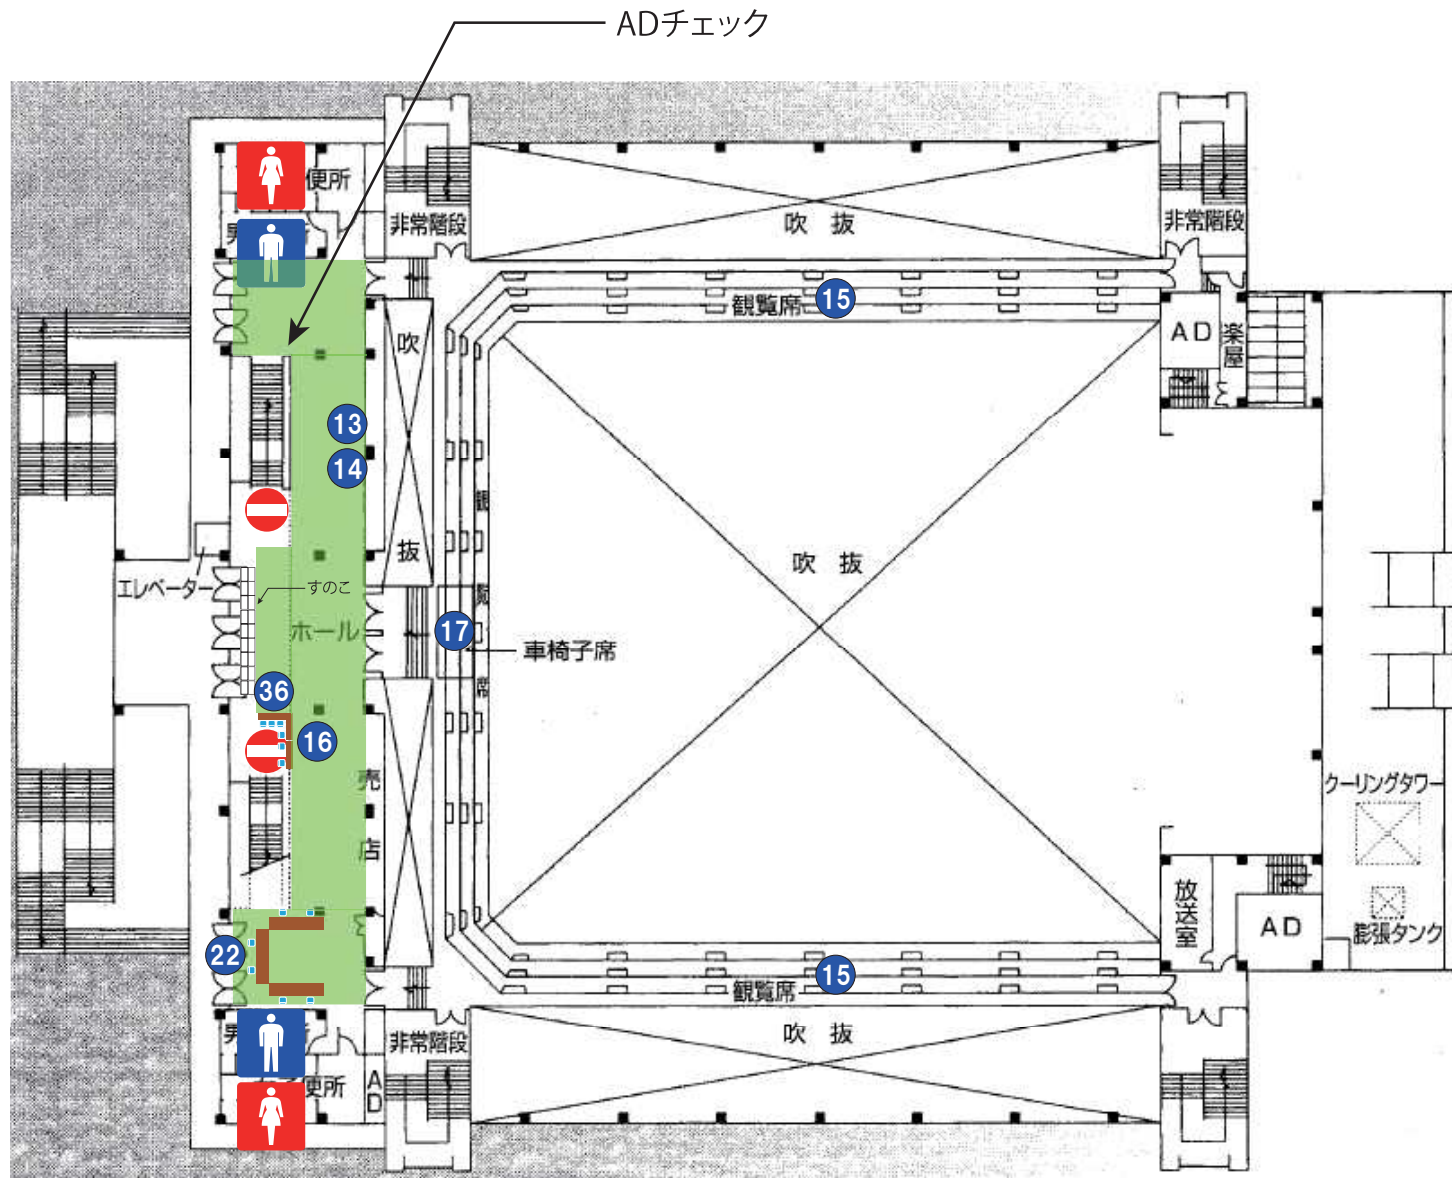 ADチェック
便所
非常階段
吹抜
非常階段
観覧席
15
AD
楽屋
吹抜
13
14
観覧席
吹抜
エレベーター
すのこ
ホール
17
車椅子席
36
16
売店
クーリングタワー
放送室
AD
膨張タンク
22
15
観覧席
非常階段
吹抜
便所
AD